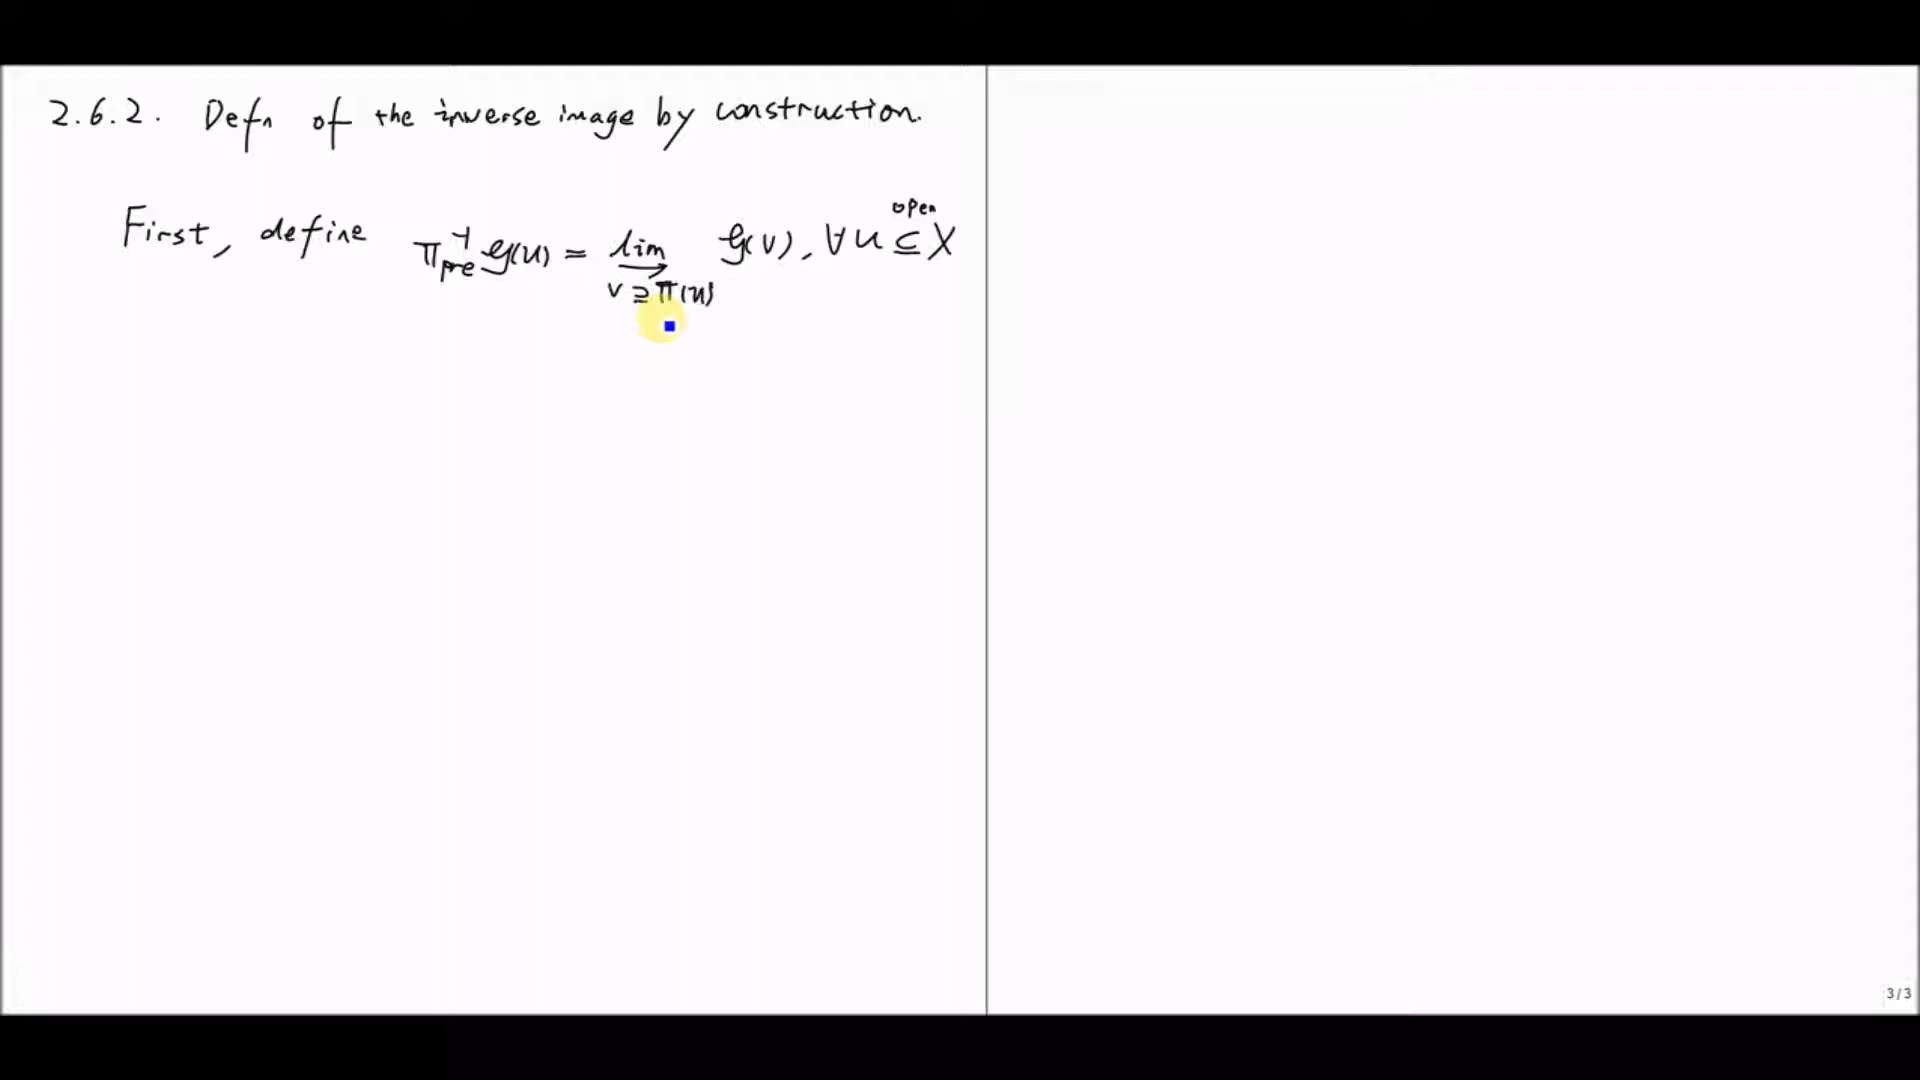 2.6.2. Defn of the inverse image by construction.
First, define π⁻¹_pre 𝒢(U) = lim→_{V ⊇ π(U)} 𝒢(V), ∀ U ⊆^{open} X
3/3